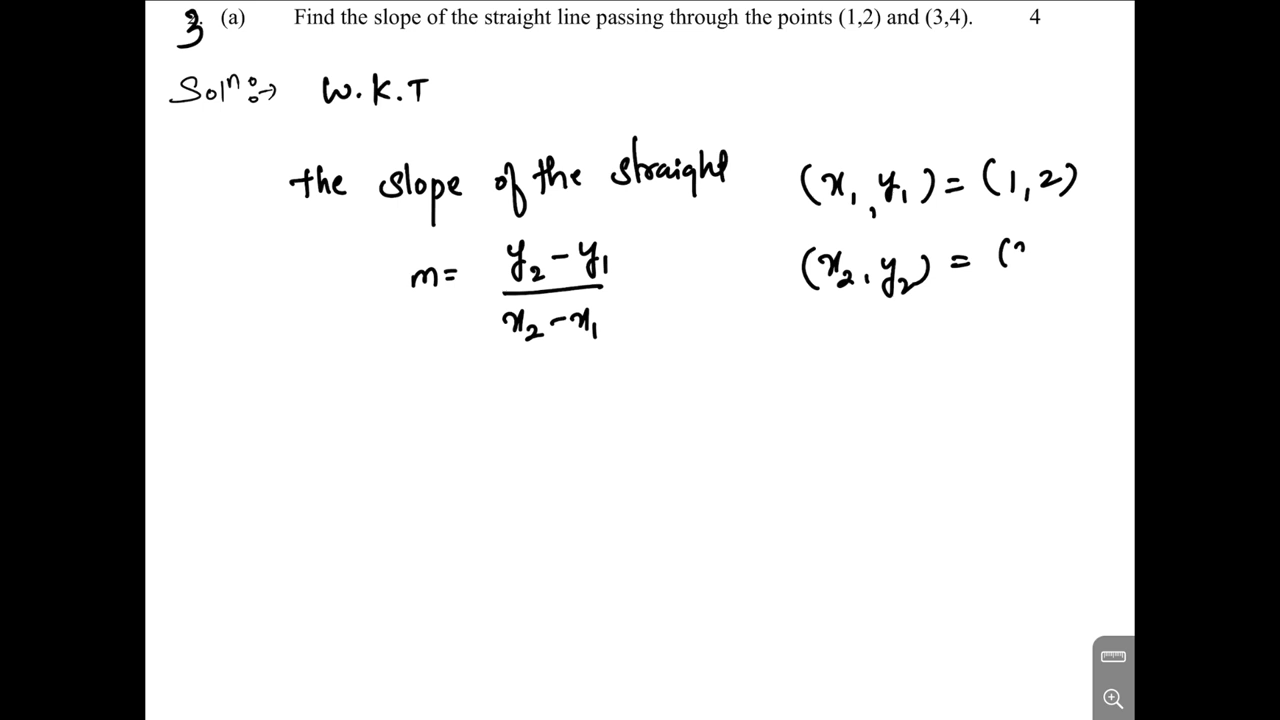 3 (a) Find the slope of the straight line passing through the points (1,2) and (3,4). 4
Solⁿ:→ W.K.T
the slope of the straight (x₁, y₁) = (1, 2)
m = y₂ - y₁ / x₂ - x₁ (x₂, y₂) = (